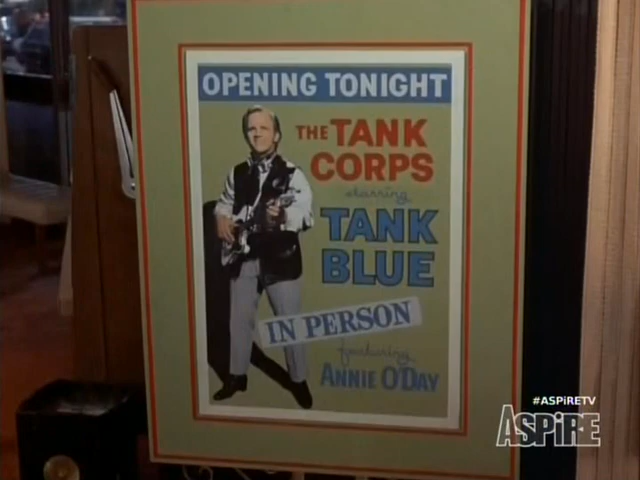 OPENING TONIGHT
THE TANK
CORPS
starring
TANK
BLUE
IN PERSON
featuring
ANNIE O'DAY
#ASPiRETV
ASPiRE